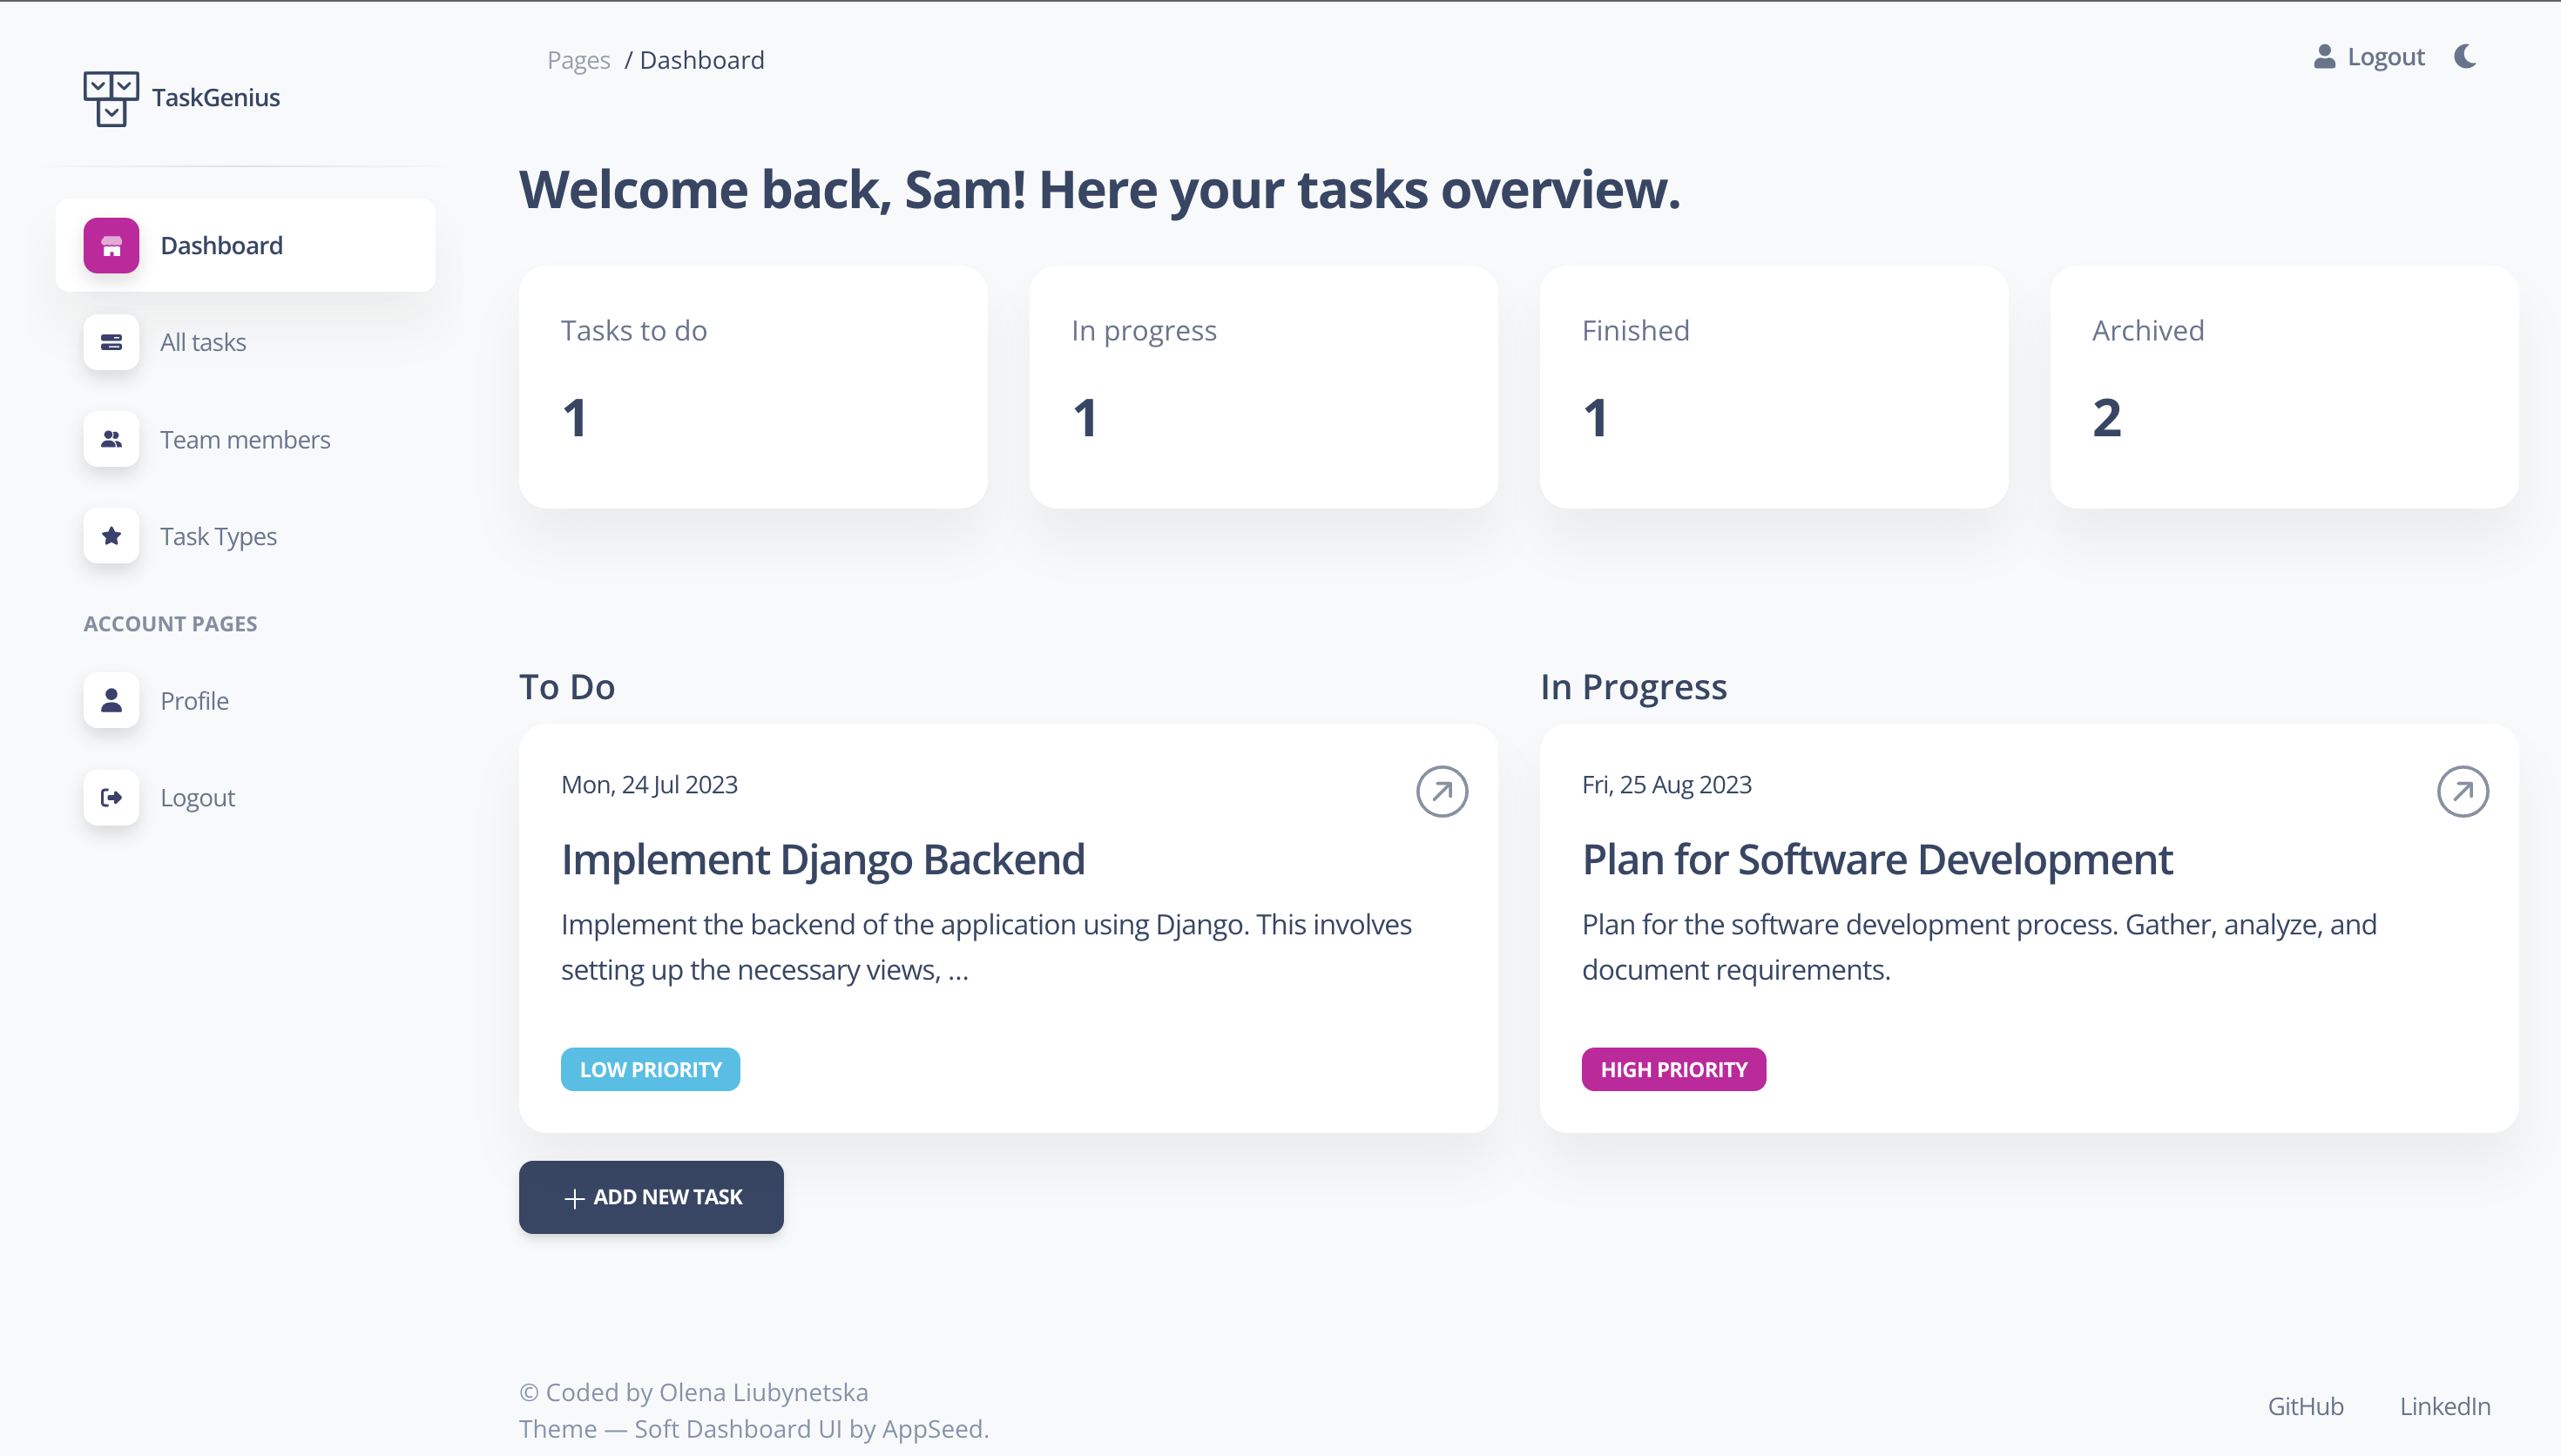 TaskGenius
Dashboard
All tasks
Team members
Task Types
ACCOUNT PAGES
Profile
Logout
Pages / Dashboard
Logout
Welcome back, Sam! Here your tasks overview.
Tasks to do
1
In progress
1
Finished
1
Archived
2
To Do
Mon, 24 Jul 2023
Implement Django Backend
Implement the backend of the application using Django. This involves
setting up the necessary views, ...
LOW PRIORITY
ADD NEW TASK
In Progress
Fri, 25 Aug 2023
Plan for Software Development
Plan for the software development process. Gather, analyze, and
document requirements.
HIGH PRIORITY
© Coded by Olena Liubynetska
Theme — Soft Dashboard UI by AppSeed.
GitHub
LinkedIn